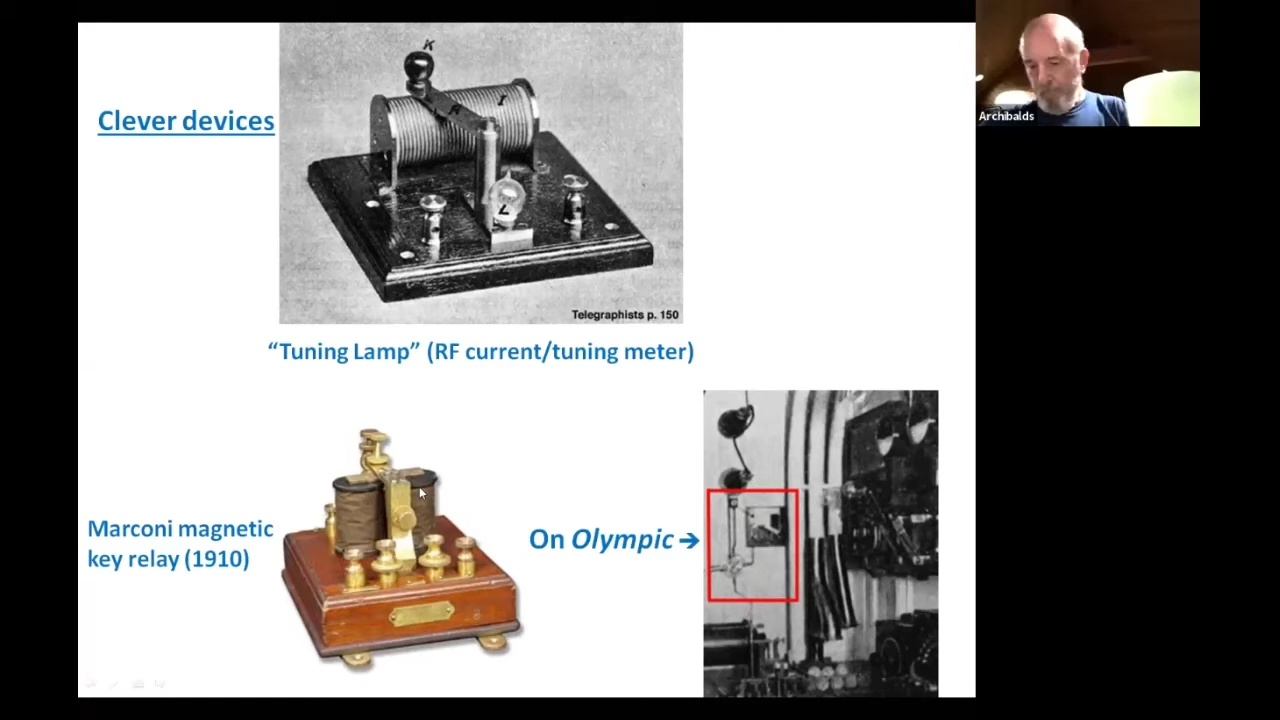 Clever devices
K
R
I
L
Telegraphists p. 150
“Tuning Lamp” (RF current/tuning meter)
Marconi magnetic
key relay (1910)
On Olympic →
Archibalds